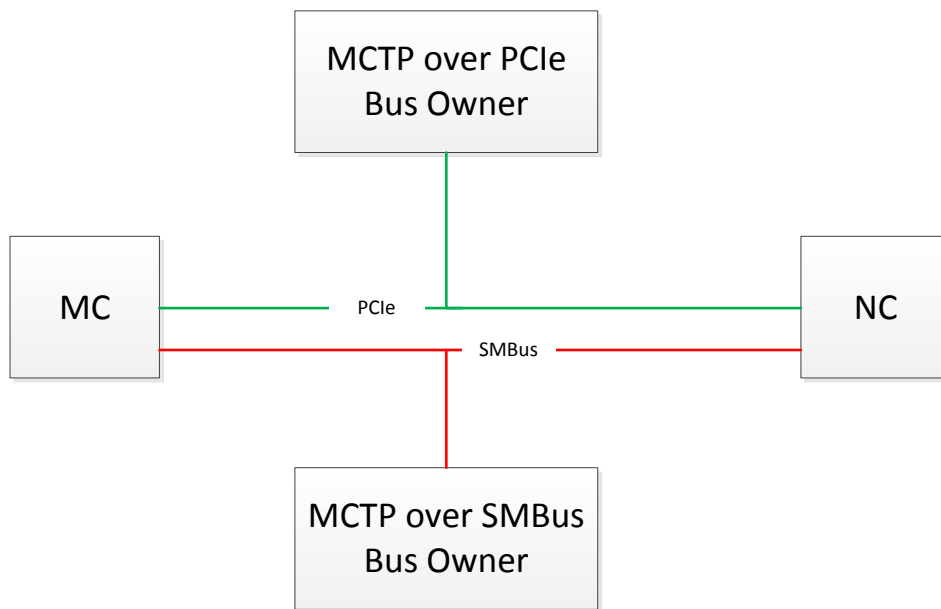 MCTP over PCIe
Bus Owner
MC
PCIe
NC
SMBus
MCTP over SMBus
Bus Owner